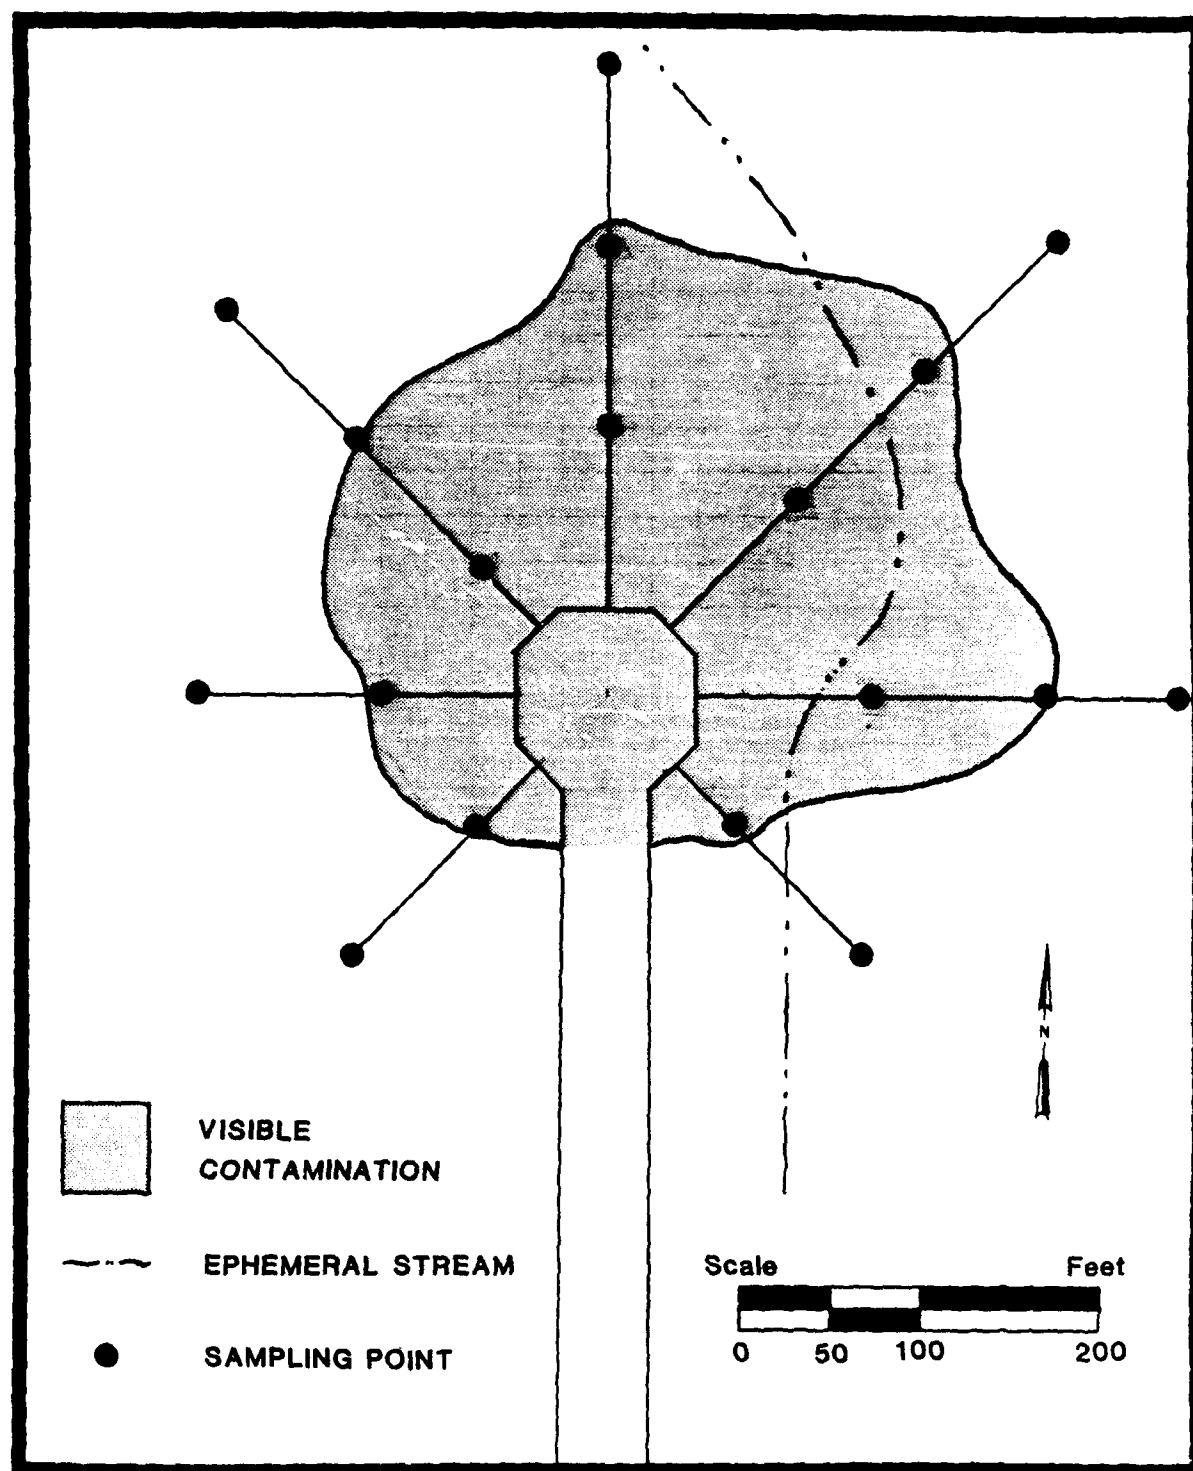 N
VISIBLE
CONTAMINATION
EPHEMERAL STREAM
SAMPLING POINT
Scale Feet
0 50 100 200